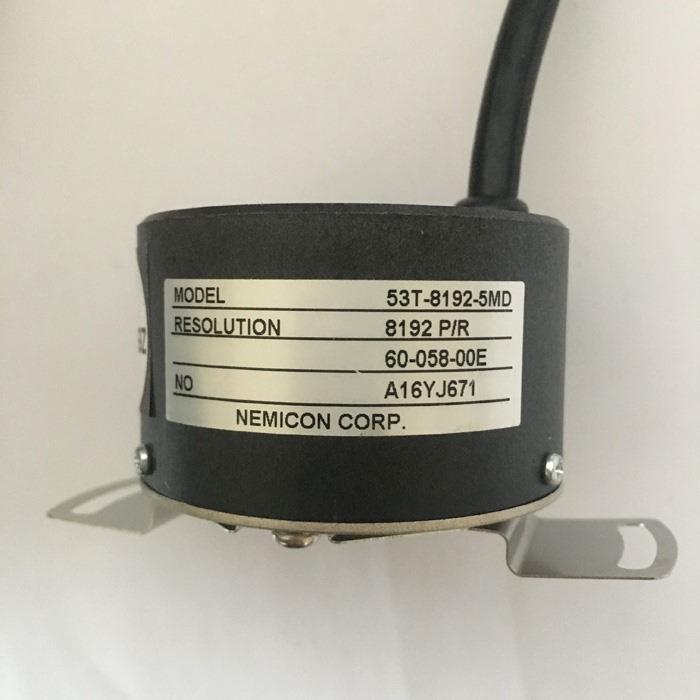 MODEL 53T-8192-5MD
RESOLUTION 8192 P/R
60-058-00E
NO A16YJ671
NEMICON CORP.